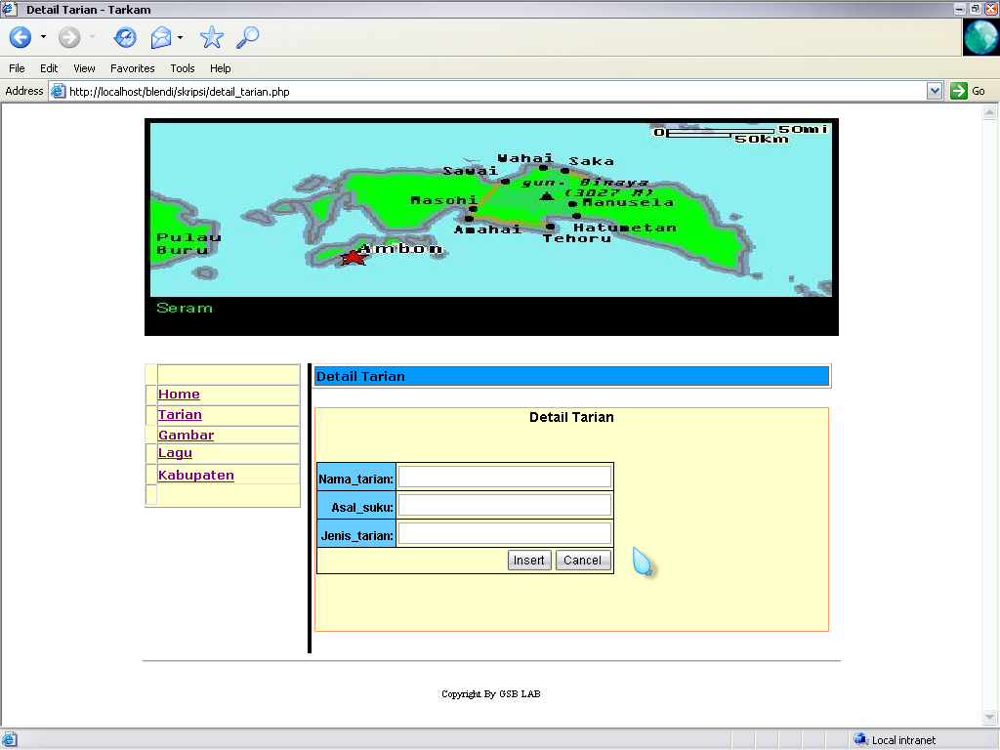 Detail Tarian - Tarkam
File Edit View Favorites Tools Help
Address http://localhost/blendi/skripsi/detail_tarian.php Go
0 50mi
50km
Wahai Saka
Sawai
gun. Binaya
(3027 M)
Masohi Manusela
Amahai Hatumetan
Tehoru
Pulau
Buru
Ambon
Seram
Home
Tarian
Gambar
Lagu
Kabupaten
Detail Tarian
Detail Tarian
Nama_tarian:
Asal_suku:
Jenis_tarian:
Insert Cancel
Copyright By GSB LAB
Local intranet